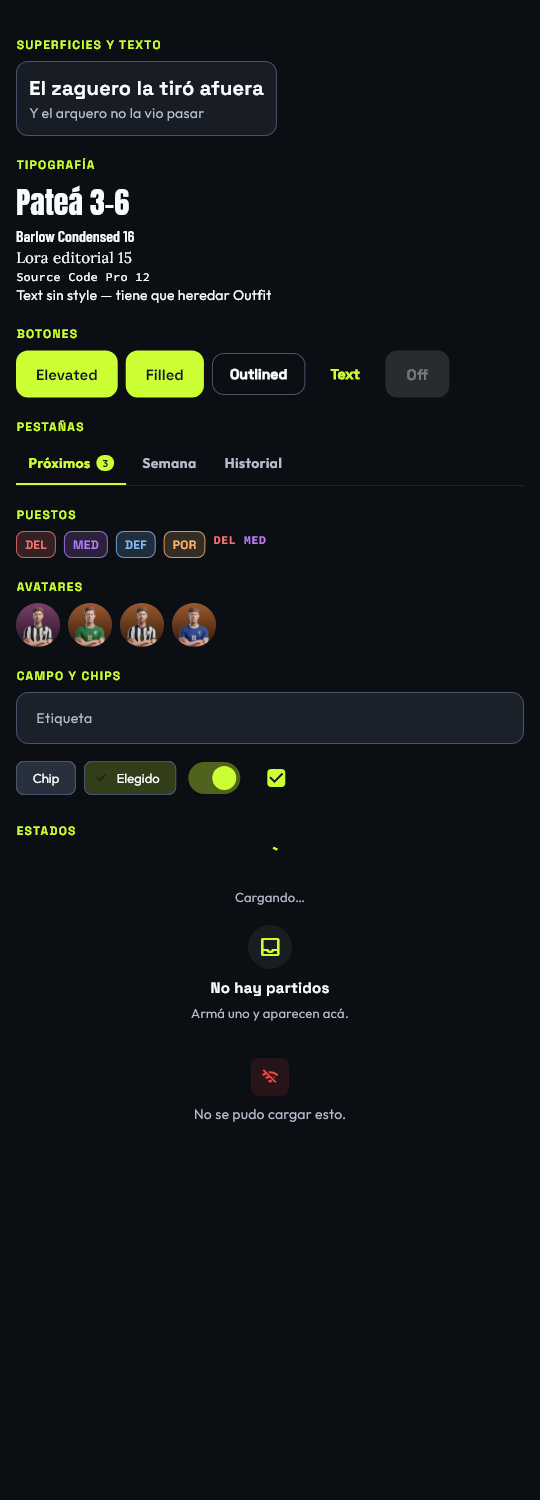 SUPERFICIES Y TEXTO
El zaguero la tiró afuera
Y el arquero no la vio pasar
TIPOGRAFÍA
Pateá 3-6
Barlow Condensed 16
Lora editorial 15
Source Code Pro 12
Text sin style — tiene que heredar Outfit
BOTONES
Elevated Filled Outlined Text Off
PESTAÑAS
Próximos 3 Semana Historial
PUESTOS
DEL MED DEF POR DEL MED
AVATARES
CAMPO Y CHIPS
Etiqueta
Chip Elegido
ESTADOS
Cargando…
No hay partidos
Armá uno y aparecen acá.
No se pudo cargar esto.